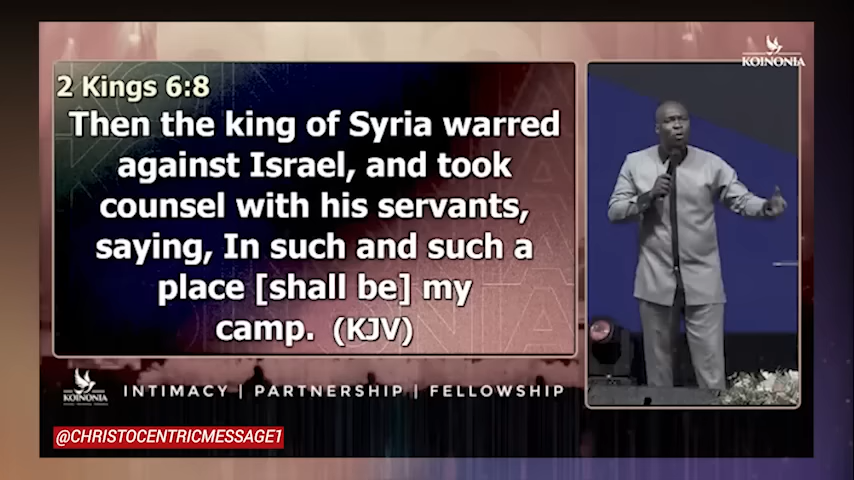 KOINONIA
2 Kings 6:8
Then the king of Syria warred
against Israel, and took
counsel with his servants,
saying, In such and such a
place [shall be] my
camp. (KJV)
KOINONIA
INTIMACY | PARTNERSHIP | FELLOWSHIP
@CHRISTOCENTRICMESSAGE1